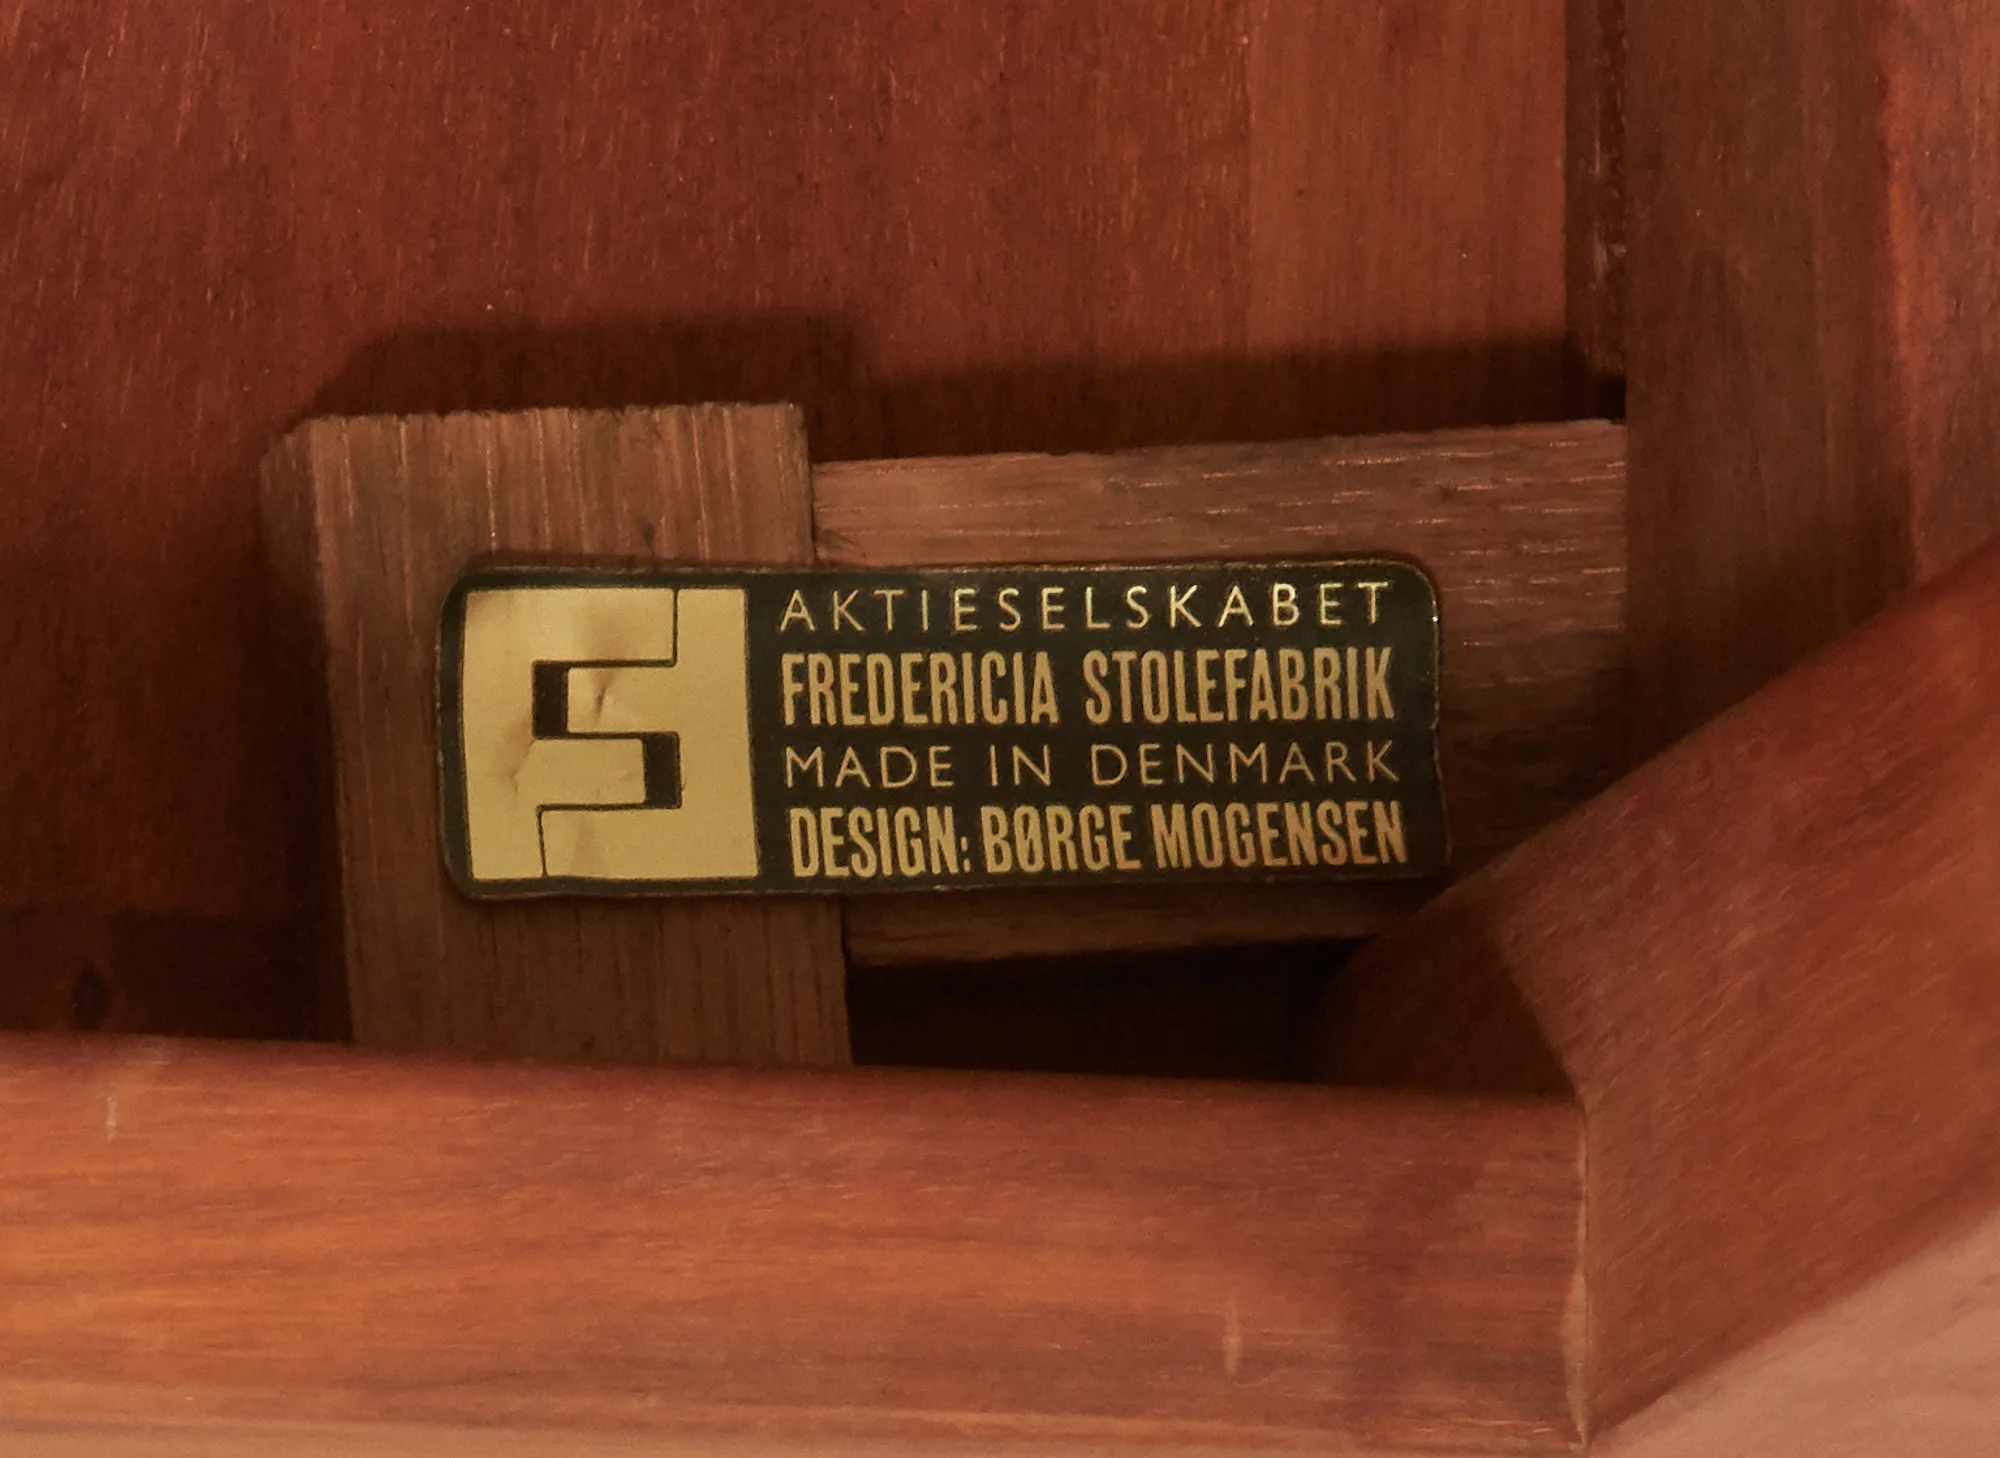 AKTIESELSKABET
FREDERICIA STOLEFABRIK
MADE IN DENMARK
DESIGN: BØRGE MOGENSEN